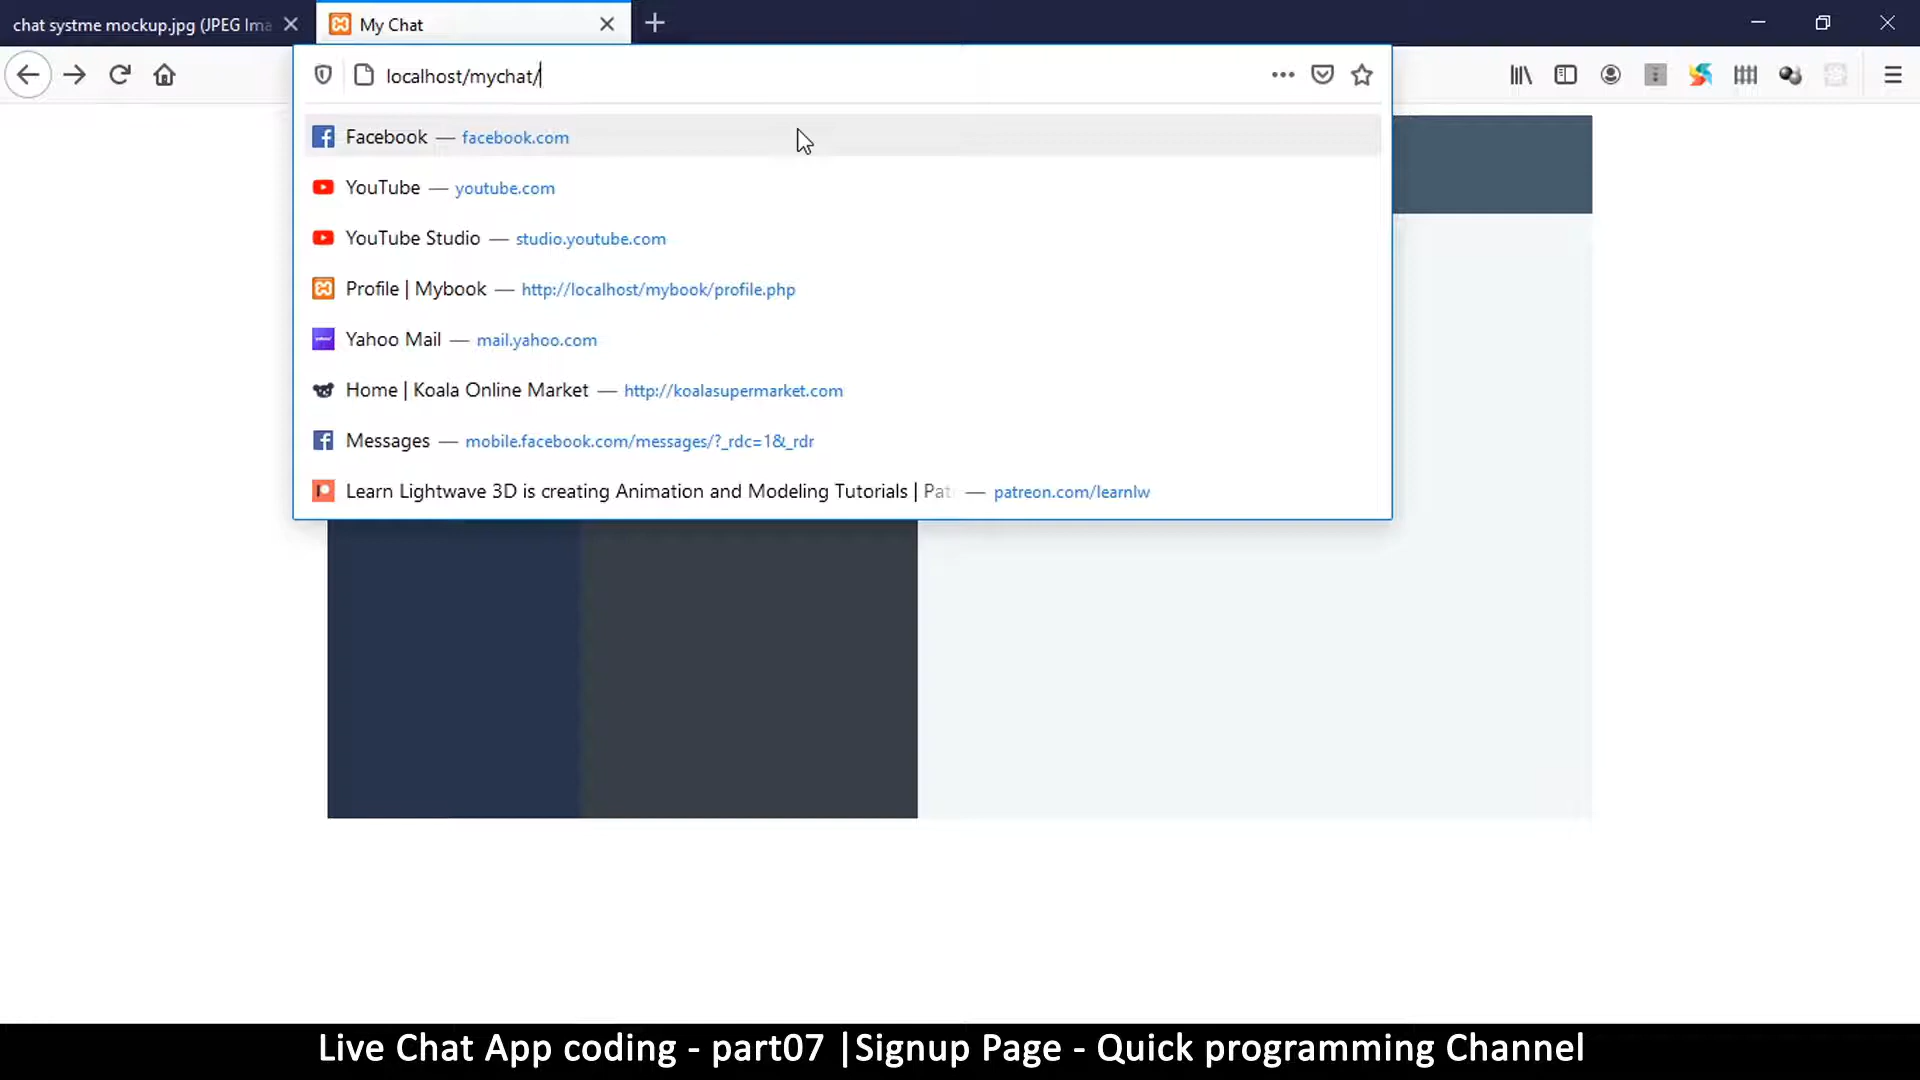 chat systme mockup.jpg (JPEG Ima
My Chat
localhost/mychat/
Facebook — facebook.com
YouTube — youtube.com
YouTube Studio — studio.youtube.com
Profile | Mybook — http://localhost/mybook/profile.php
Yahoo Mail — mail.yahoo.com
Home | Koala Online Market — http://koalasupermarket.com
Messages — mobile.facebook.com/messages/?_rdc=1&_rdr
Learn Lightwave 3D is creating Animation and Modeling Tutorials | Pat — patreon.com/learnlw
Live Chat App coding - part07 |Signup Page - Quick programming Channel